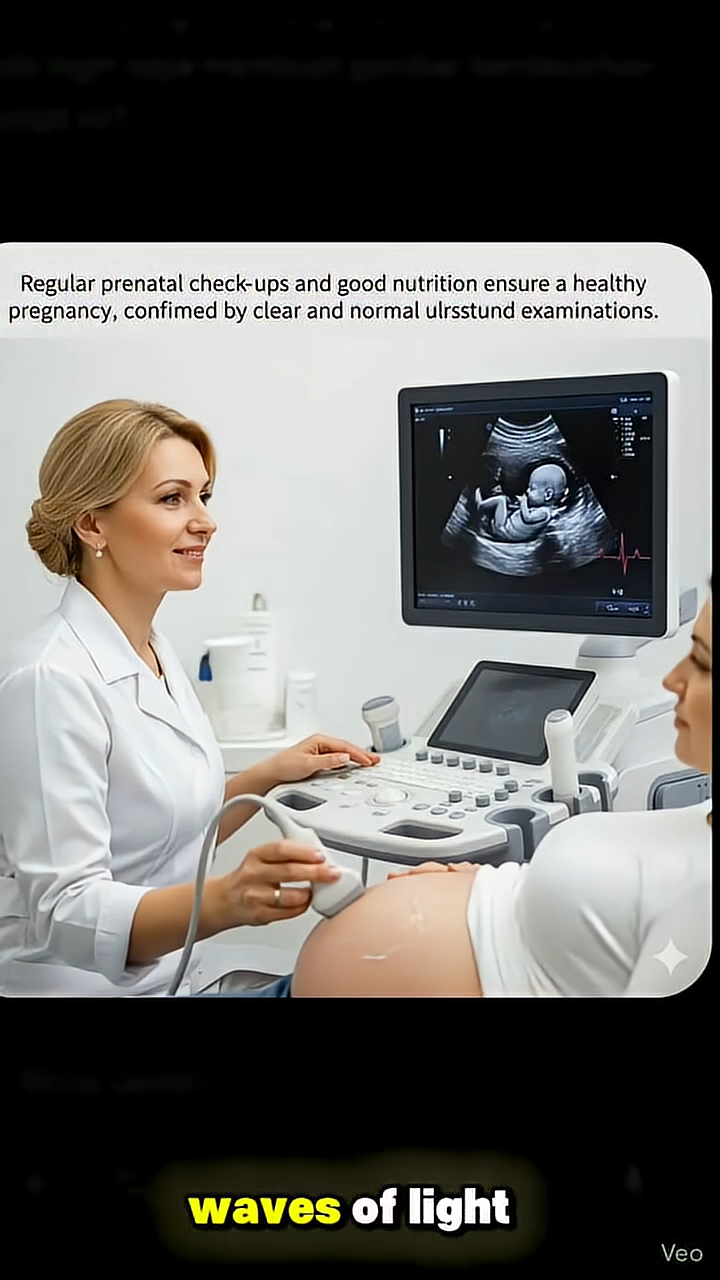 Regular prenatal check-ups and good nutrition ensure a healthy
pregnancy, confimed by clear and normal ulrsstund examinations.
waves of light
Veo